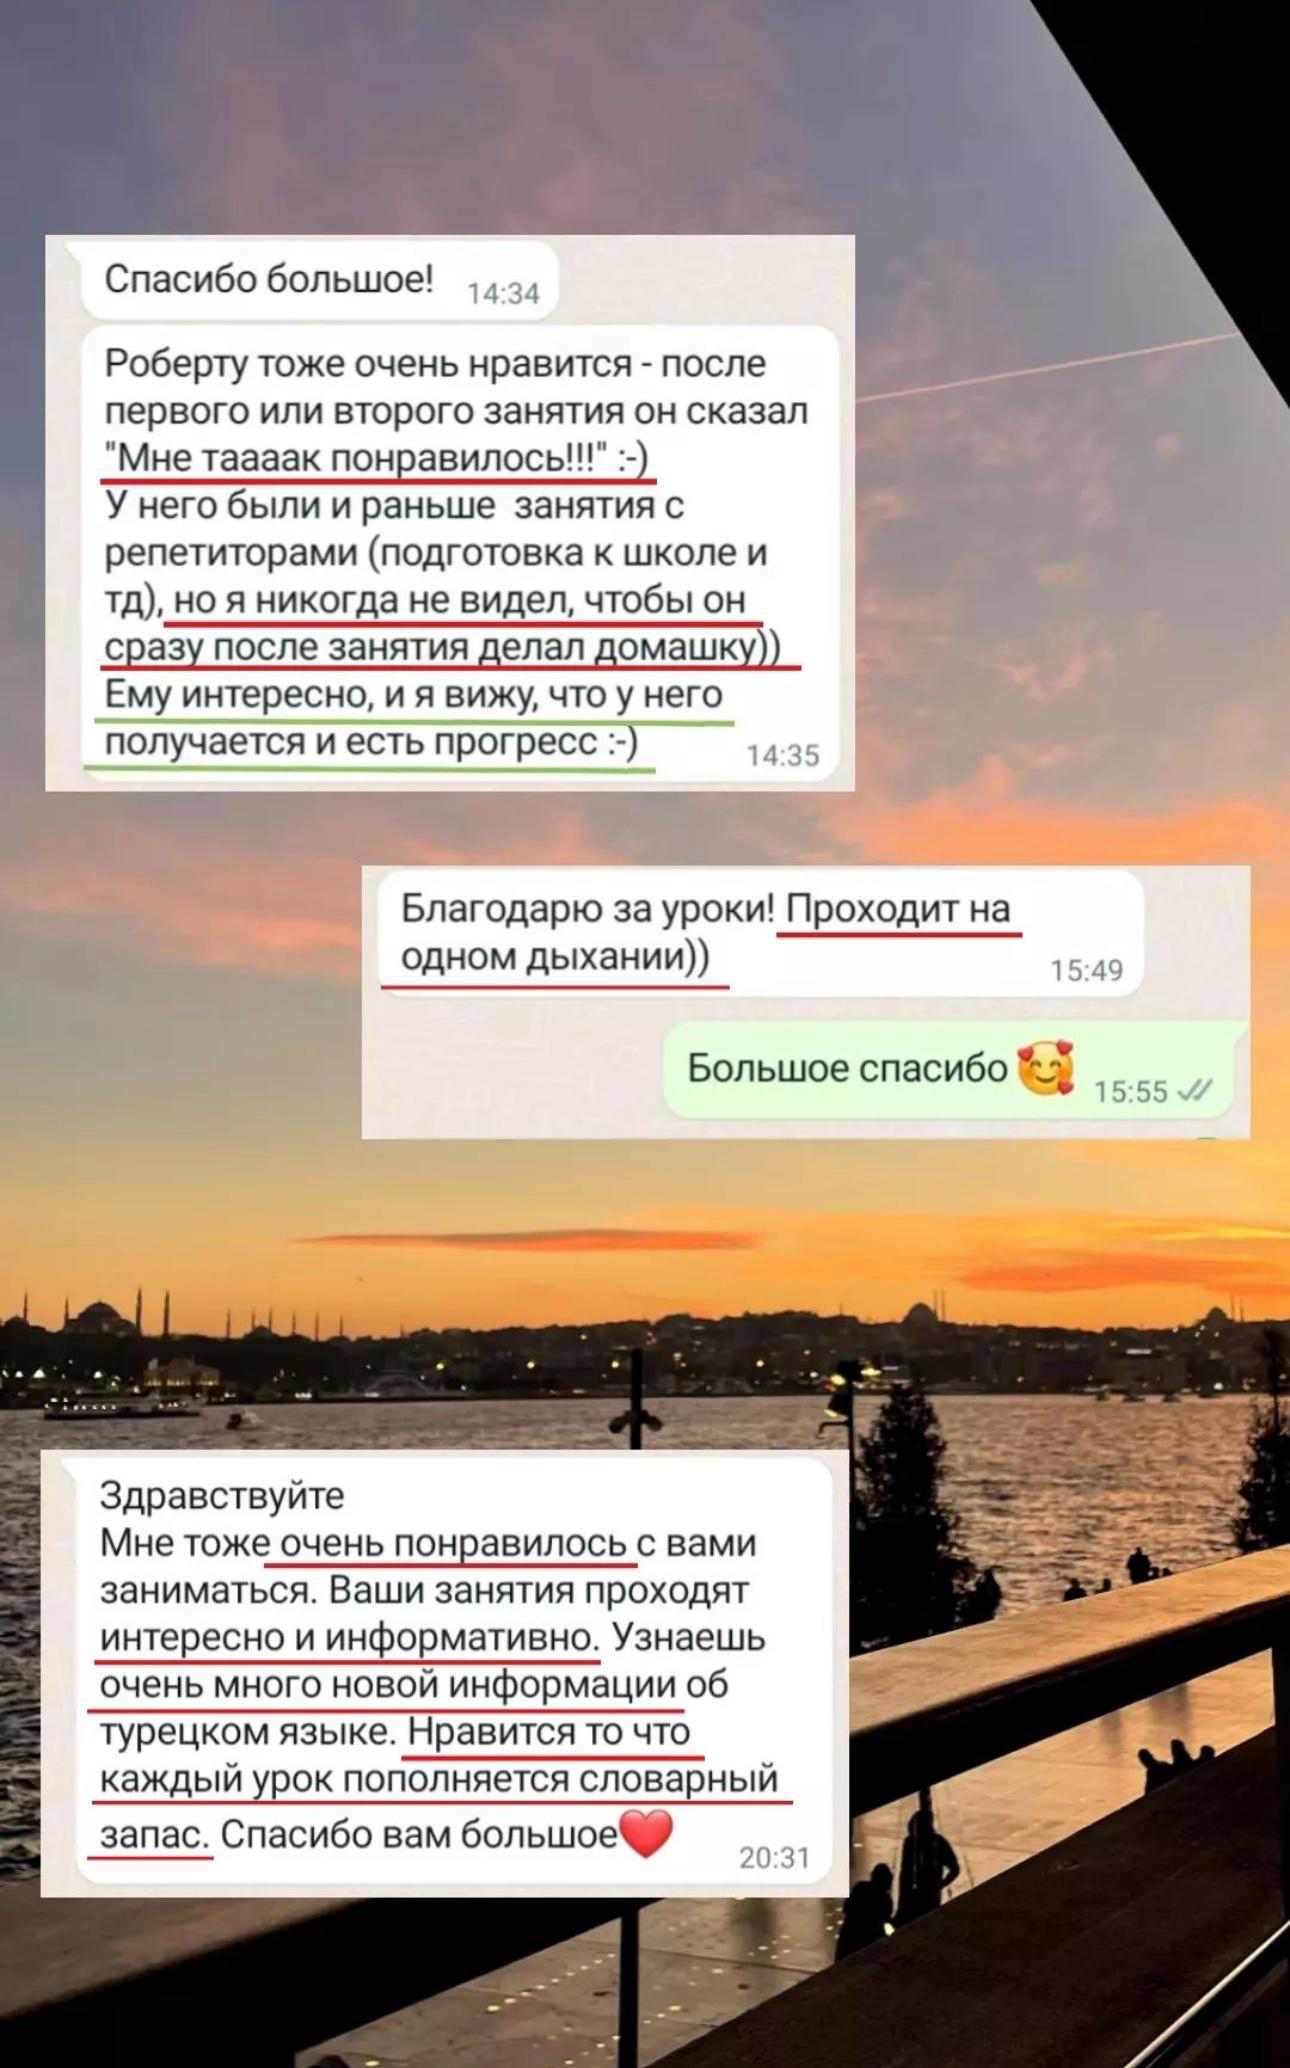 Спасибо большое!
14:34
Роберту тоже очень нравится - после
первого или второго занятия он сказал
"Мне таааак понравилось!!!" :-)
У него были и раньше занятия с
репетиторами (подготовка к школе и
тд), но я никогда не видел, чтобы он
сразу после занятия делал домашку))
Ему интересно, и я вижу, что у него
получается и есть прогресс :-)
14:35
Благодарю за уроки! Проходит на
одном дыхании))
15:49
Большое спасибо 🥰
15:55
Здравствуйте
Мне тоже очень понравилось с вами
заниматься. Ваши занятия проходят
интересно и информативно. Узнаешь
очень много новой информации об
турецком языке. Нравится то что
каждый урок пополняется словарный
запас. Спасибо вам большое❤️
20:31